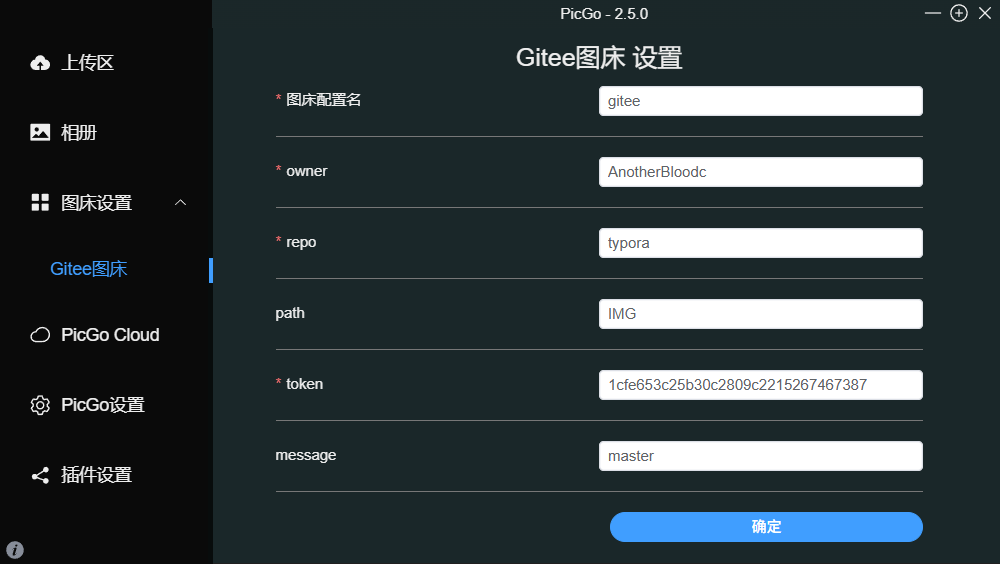 PicGo - 2.5.0
上传区
相册
图床设置
Gitee图床
PicGo Cloud
PicGo设置
插件设置
Gitee图床 设置
* 图床配置名 gitee
* owner AnotherBloodc
* repo typora
path IMG
* token 1cfe653c25b30c2809c2215267467387
message master
确定